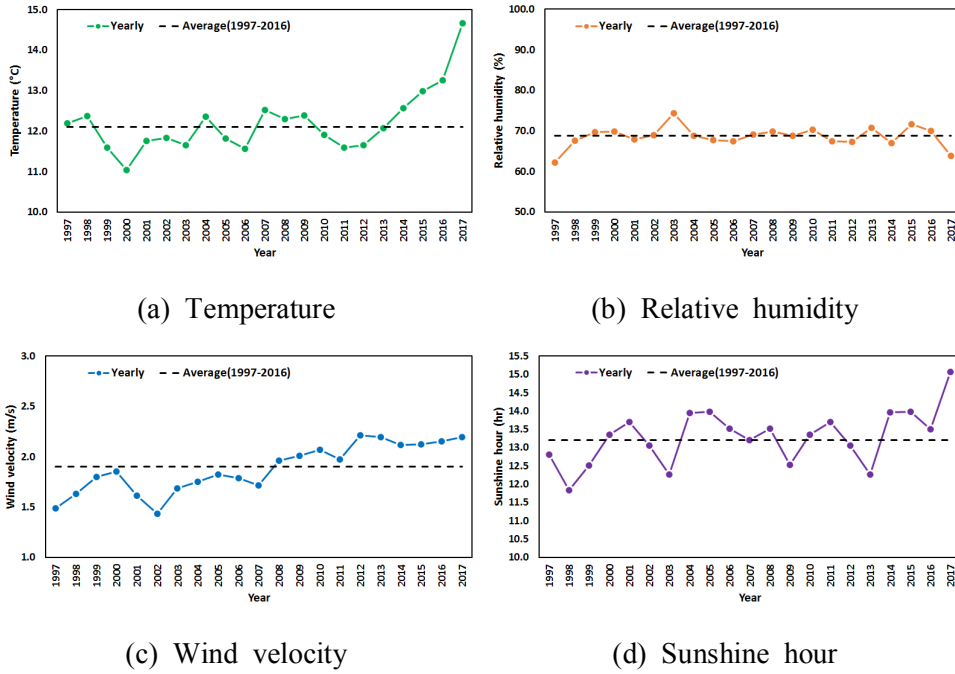 Yearly Average(1997-2016)
Temperature (°C)
15.0
14.0
13.0
12.0
11.0
10.0
1997 1998 1999 2000 2001 2002 2003 2004 2005 2006 2007 2008 2009 2010 2011 2012 2013 2014 2015 2016 2017
Year
(a) Temperature
Yearly Average(1997-2016)
Relative humidity (%)
100.0
90.0
80.0
70.0
60.0
50.0
1997 1998 1999 2000 2001 2002 2003 2004 2005 2006 2007 2008 2009 2010 2011 2012 2013 2014 2015 2016 2017
Year
(b) Relative humidity
Yearly Average(1997-2016)
Wind velocity (m/s)
3.0
2.5
2.0
1.5
1.0
1997 1998 1999 2000 2001 2002 2003 2004 2005 2006 2007 2008 2009 2010 2011 2012 2013 2014 2015 2016 2017
Year
(c) Wind velocity
Yearly Average(1997-2016)
Sunshine hour (hr)
15.5
15.0
14.5
14.0
13.5
13.0
12.5
12.0
11.5
11.0
10.5
10.0
1997 1998 1999 2000 2001 2002 2003 2004 2005 2006 2007 2008 2009 2010 2011 2012 2013 2014 2015 2016 2017
Year
(d) Sunshine hour